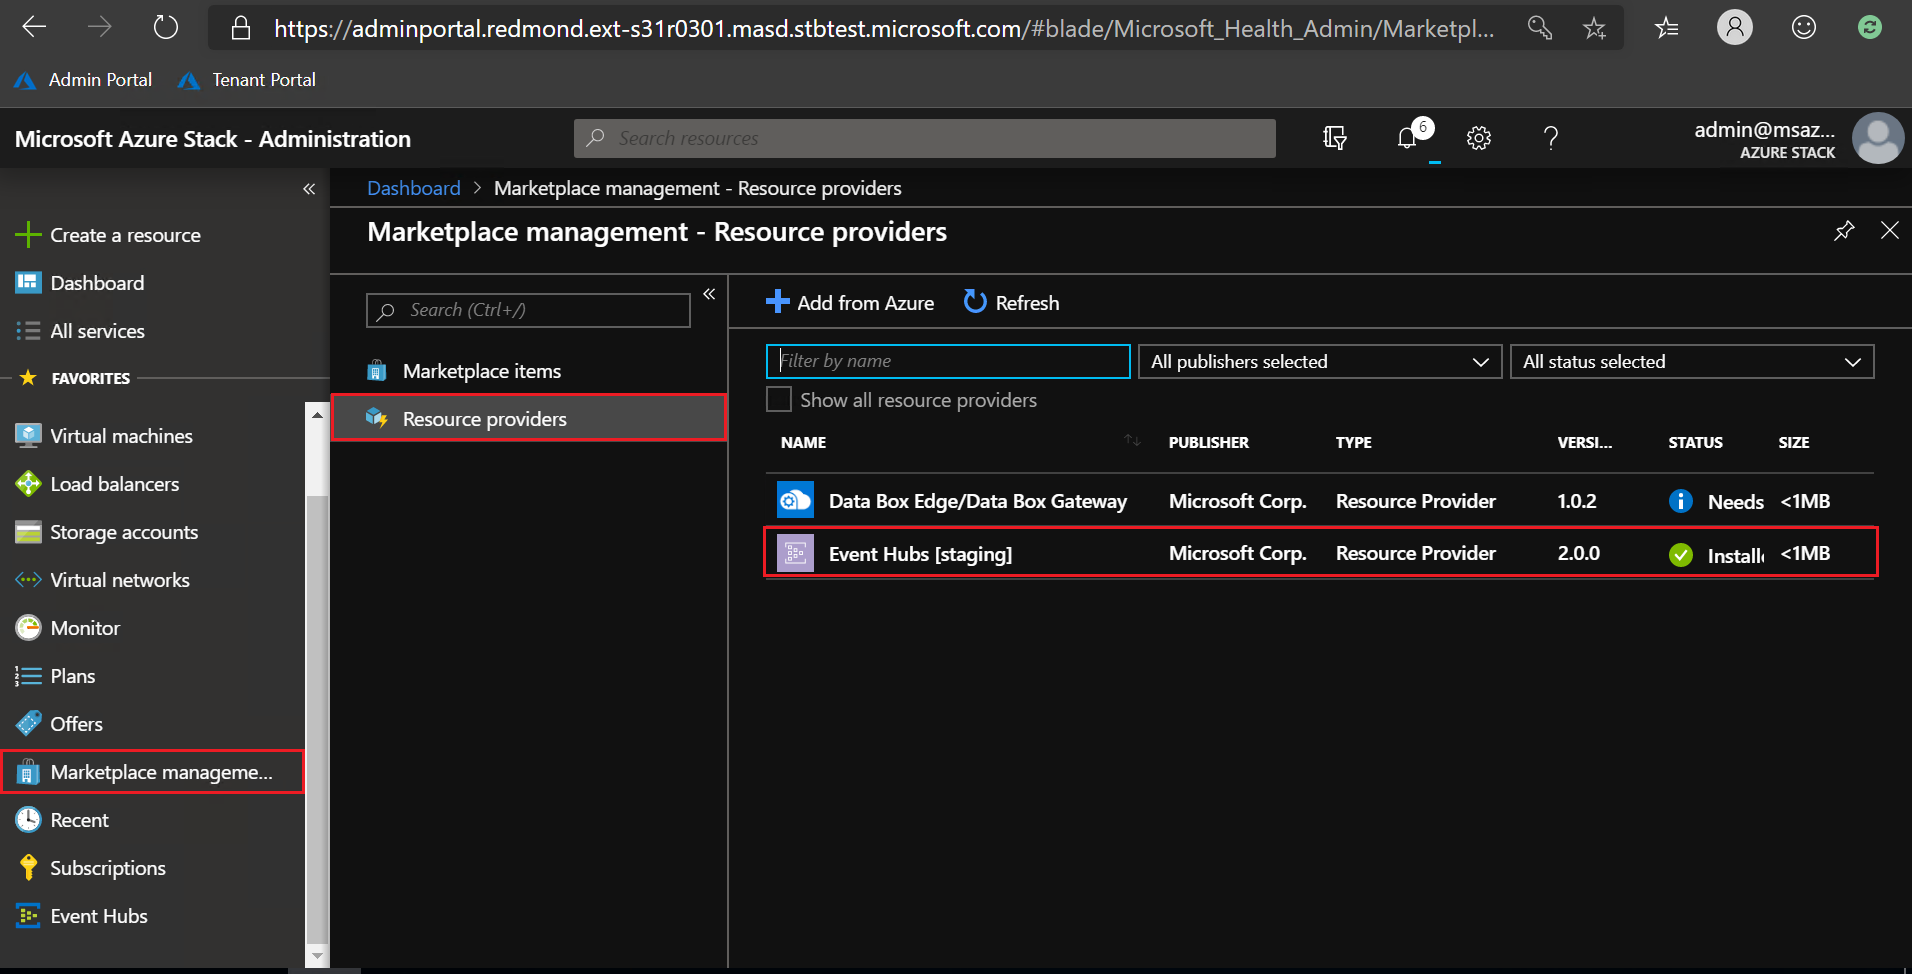 https://adminportal.redmond.ext-s31r0301.masd.stbtest.microsoft.com/#blade/Microsoft_Health_Admin/Marketpl...
Admin Portal
Tenant Portal
Microsoft Azure Stack - Administration
Search resources
6
admin@msaz...
AZURE STACK
Create a resource
Dashboard
All services
FAVORITES
Virtual machines
Load balancers
Storage accounts
Virtual networks
Monitor
Plans
Offers
Marketplace manageme...
Recent
Subscriptions
Event Hubs
Dashboard > Marketplace management - Resource providers
Marketplace management - Resource providers
Search (Ctrl+/)
Marketplace items
Resource providers
Add from Azure
Refresh
Filter by name
All publishers selected
All status selected
Show all resource providers
NAME PUBLISHER TYPE VERSI... STATUS SIZE
Data Box Edge/Data Box Gateway Microsoft Corp. Resource Provider 1.0.2 Needs <1MB
Event Hubs [staging] Microsoft Corp. Resource Provider 2.0.0 Install <1MB